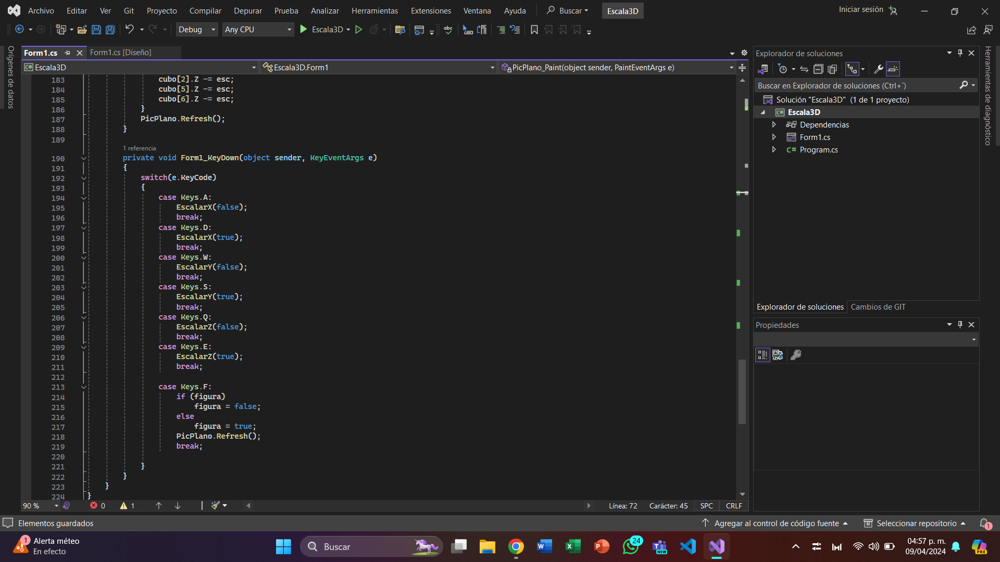 Archivo Editar Ver Git Proyecto Compilar Depurar Prueba Analizar Herramientas Extensiones Ventana Ayuda Buscar Escala3D Iniciar sesión
Debug Any CPU Escala3D
Form1.cs Form1.cs [Diseño]
Escala3D Escala3D.Form1 PicPlano_Paint(object sender, PaintEventArgs e)
Orígenes de datos
183 cubo[2].Z -= esc;
184 cubo[5].Z -= esc;
185 cubo[6].Z -= esc;
186 }
187 PicPlano.Refresh();
188 }
189
1 referencia
190 private void Form1_KeyDown(object sender, KeyEventArgs e)
191 {
192 switch(e.KeyCode)
193 {
194 case Keys.A:
195 EscalarX(false);
196 break;
197 case Keys.D:
198 EscalarX(true);
199 break;
200 case Keys.W:
201 EscalarY(false);
202 break;
203 case Keys.S:
204 EscalarY(true);
205 break;
206 case Keys.Q:
207 EscalarZ(false);
208 break;
209 case Keys.E:
210 EscalarZ(true);
211 break;
212
213 case Keys.F:
214 if (figura)
215 figura = false;
216 else
217 figura = true;
218 PicPlano.Refresh();
219 break;
220
221 }
222 }
223 }
224 }
90 % 0 1 Línea: 72 Carácter: 45 SPC CRLF
Explorador de soluciones
Buscar en Explorador de soluciones (Ctrl+´)
Solución "Escala3D" (1 de 1 proyecto)
Escala3D
Dependencias
Form1.cs
Program.cs
Explorador de soluciones Cambios de GIT
Propiedades
Herramientas de diagnóstico
Elementos guardados Agregar al control de código fuente Seleccionar repositorio 1
1 Alerta méteo
En efecto
Buscar
24
NEW
04:57 p. m.
09/04/2024
PRE